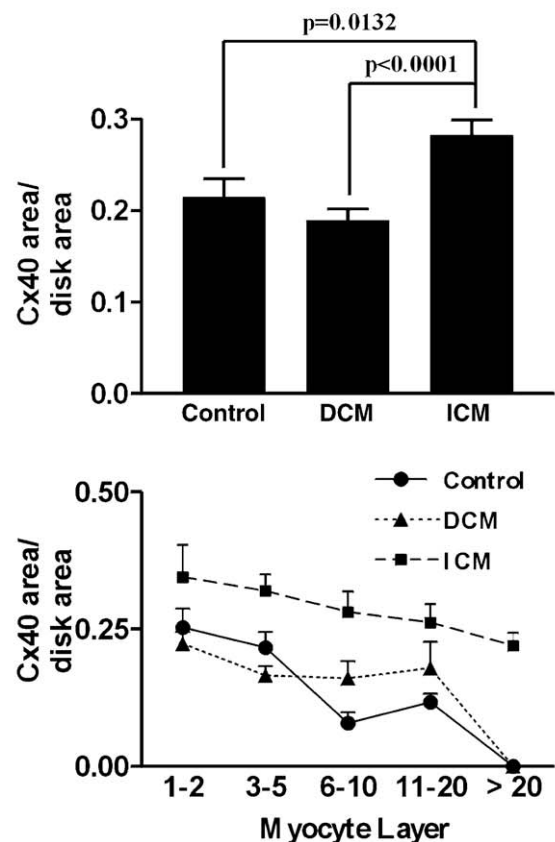 p=0.0132
p<0.0001
Cx40 area/
disk area
0.3
0.2
0.1
0.0
Control DCM ICM
Control
DCM
ICM
Cx40 area/
disk area
0.50
0.25
0.00
1-2 3-5 6-10 11-20 > 20
Myocyte Layer